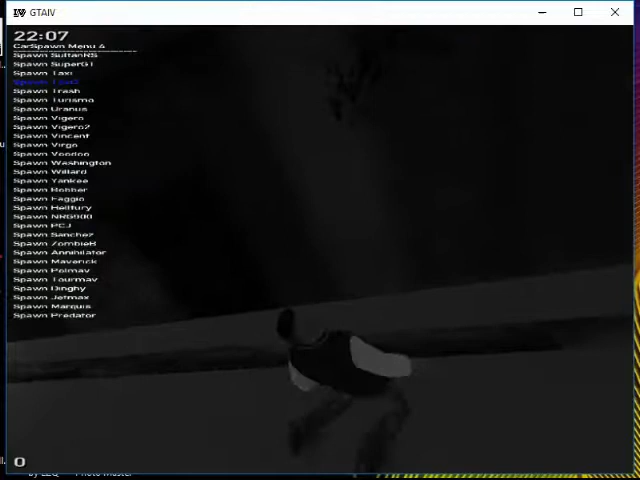 GTAIV
22:07
CarSpawn Menu 4
Spawn SultanRS
Spawn SuperGT
Spawn Taxi
Spawn Taxi2
Spawn Trash
Spawn Turismo
Spawn Uranus
Spawn Vigero
Spawn Vigero2
Spawn Vincent
Spawn Virgo
Spawn Voodoo
Spawn Washington
Spawn Willard
Spawn Yankee
Spawn Bobber
Spawn Faggio
Spawn Hellfury
Spawn NRG900
Spawn PCJ
Spawn Sanchez
Spawn ZombieB
Spawn Annihilator
Spawn Maverick
Spawn Polmav
Spawn Tourmav
Spawn Dinghy
Spawn Jetmax
Spawn Marquis
Spawn Predator
0